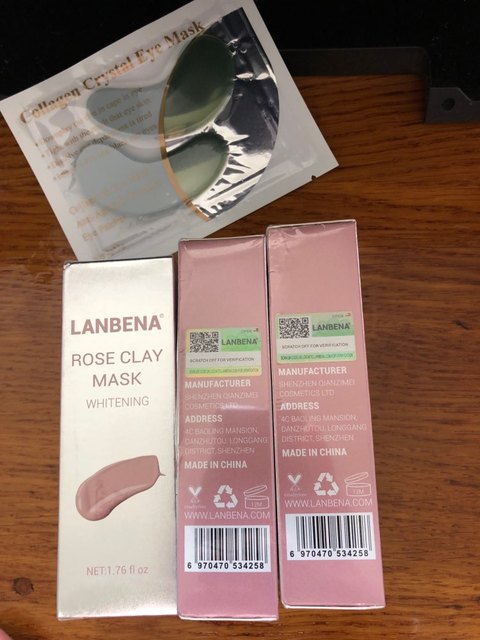 Collagen Crystal Eye Mask
LANBENA®
ROSE CLAY
MASK
WHITENING
NET:1.76 fl oz
LANBENA
SCRATCH OFF FOR VERIFICATION
MANUFACTURER
SHENZHEN QIANZIMEI
COSMETICS LTD
ADDRESS
4C BAOLING MANSION,
DANZHUTOU, LONGGANG
DISTRICT, SHENZHEN
MADE IN CHINA
12M
WWW.LANBENA.COM
6 970470 534258
LANBENA
SCRATCH OFF FOR VERIFICATION
MANUFACTURER
SHENZHEN QIANZIMEI
COSMETICS LTD
ADDRESS
4C BAOLING MANSION,
DANZHUTOU, LONGGANG
DISTRICT, SHENZHEN
MADE IN CHINA
12M
WWW.LANBENA.COM
6 970470 534258